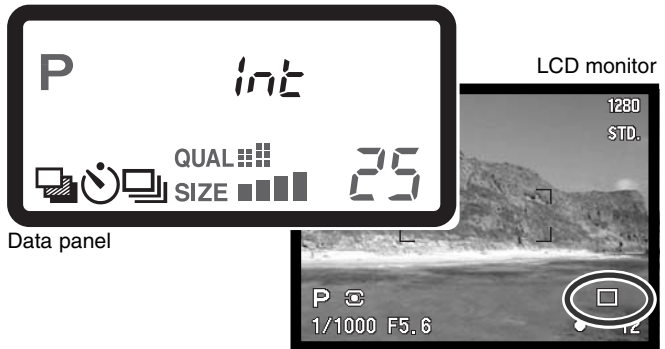 P
Int
QUAL
SIZE
25
Data panel
LCD monitor
1280
STD.
P
1/1000 F5.6
12